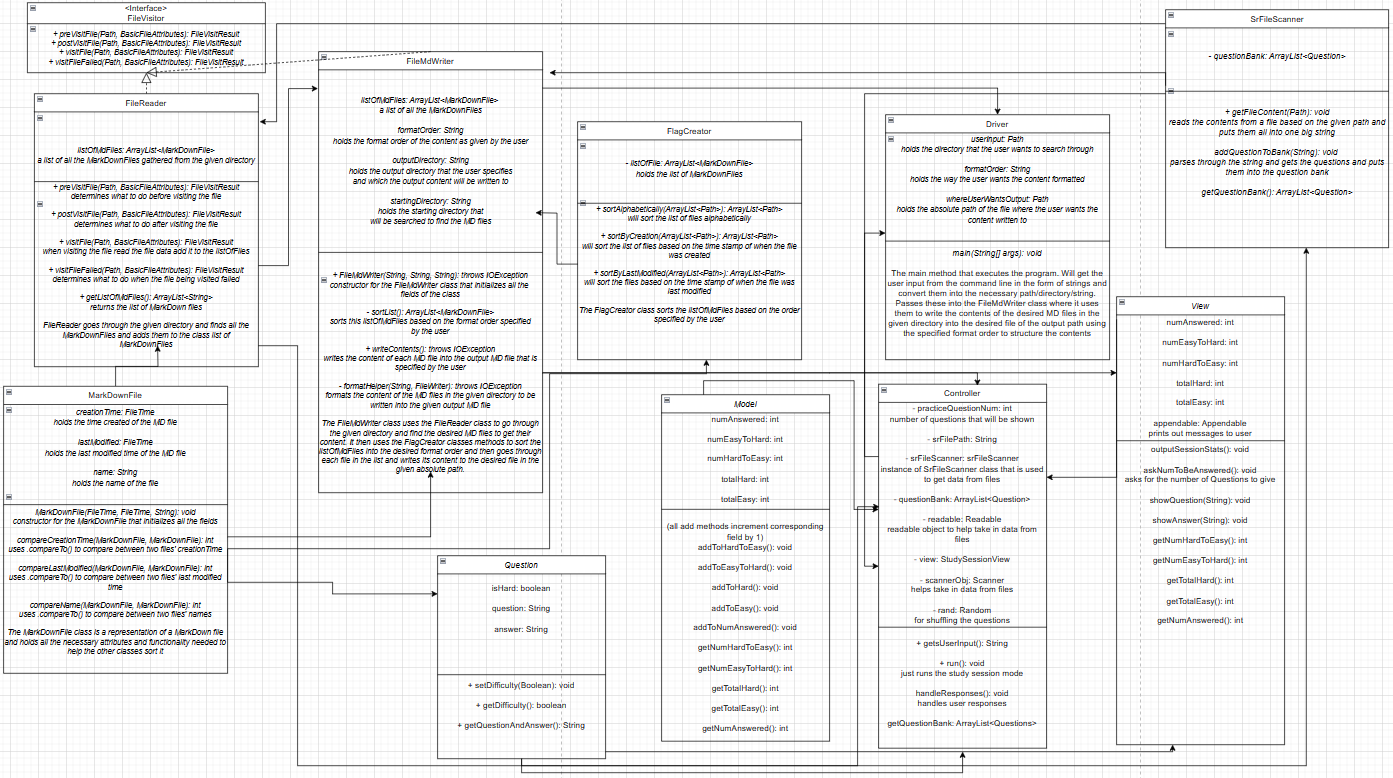 <Interface>
FileVisitor
+ preVisitFile(Path, BasicFileAttributes): FileVisitResult
+ postVisitFile(Path, BasicFileAttributes): FileVisitResult
+ visitFile(Path, BasicFileAttributes): FileVisitResult
+ visitFileFailed(Path, BasicFileAttributes): FileVisitResult
FileReader
listOfMdFiles: ArrayList<MarkDownFile>
a list of all the MarkDownFiles gathered from the given directory
+ preVisitFile(Path, BasicFileAttributes): FileVisitResult
determines what to do before visiting the file
+ postVisitFile(Path, BasicFileAttributes): FileVisitResult
determines what to do after visiting the file
+ visitFile(Path, BasicFileAttributes): FileVisitResult
when visiting the file read the file data add it to the listOfFiles
+ visitFileFailed(Path, BasicFileAttributes): FileVisitResult
determines what to do when the file being visited failed
+ getListOfMdFiles(): ArrayList<String>
returns the list of MarkDown files
FileReader goes through the given directory and finds all the
MarkDownFiles and adds them to the class list of
MarkDownFiles
MarkDownFile
creationTime: FileTime
holds the time created of the MD file
lastModified: FileTime
holds the last modified time of the MD file
name: String
holds the name of the file
MarkDownFile(FileTime, FileTime, String): void
constructor for the MarkDownFile that initializes all the fields
compareCreationTime(MarkDownFile, MarkDownFile): int
uses .compareTo() to compare between two files' creationTime
compareLastModified(MarkDownFile, MarkDownFile): int
uses .compareTo() to compare between two files' last modified
time
compareName(MarkDownFile, MarkDownFile): int
uses .compareTo() to compare between two files' names
The MarkDownFile class is a representation of a MarkDown file
and holds all the necessary attributes and functionality needed to
help the other classes sort it
FileMdWriter
listOfMdFiles: ArrayList<MarkDownFile>
a list of all the MarkDownFiles
formatOrder: String
holds the format order of the content as given by the user
outputDirectory: String
holds the output directory that the user specifies
and which the output content will be written to
startingDirectory: String
holds the starting directory that
will be searched to find the MD files
+ FileMdWriter(String, String, String): throws IOException
constructor for the FileMdWriter class that initializes all the
fields of the class
- sortList(): ArrayList<MarkDownFile>
sorts this listOfMdFiles based on the format order specified
by the user
+ writeContents(): throws IOException
writes the content of each MD file into the output MD file that is
specified by the user
- formatHelper(String, FileWriter): throws IOException
formats the content of the MD files in the given directory to be
written into the given output MD file
The FileMdWriter class uses the FileReader class to go through
the given directory and find the desired MD files to get their
content. It then uses the FlagCreator classes methods to sort the
listOfMdFiles into the desired format order and then goes through
each file in the list and writes its content to the desired file in the
given absolute path.
FlagCreator
- listOfFile: ArrayList<MarkDownFile>
holds the list of MarkDownFiles
+ sortAlphabetically(ArrayList<Path>): ArrayList<Path>
will sort the list of files alphabetically
+ sortByCreation(ArrayList<Path>): ArrayList<Path>
will sort the list of files based on the time stamp of when the file
was created
+ sortByLastModified(ArrayList<Path>): ArrayList<Path>
will sort the files based on the time stamp of when the file was
last modified
The FlagCreator class sorts the listOfMdFiles based on the order
specified by the user
Question
isHard: boolean
question: String
answer: String
+ setDifficulty(Boolean): void
+ getDifficulty(): boolean
+ getQuestionAndAnswer(): String
Model
numAnswered: int
numEasyToHard: int
numHardToEasy: int
totalHard: int
totalEasy: int
(all add methods increment corresponding
field by 1)
addToHardToEasy(): void
addToEasyToHard(): void
addToHard(): void
addToEasy(): void
addToNumAnswered(): void
getNumHardToEasy(): int
getNumEasyToHard(): int
getTotalHard(): int
getTotalEasy(): int
getNumAnswered(): int
Driver
userInput: Path
holds the directory that the user wants to search through
formatOrder: String
holds the way the user wants the content formatted
whereUserWantsOutput: Path
holds the absolute path of the file where the user wants the
content written to
main(String[] args): void
The main method that executes the program. Will get the
user input from the command line in the form of strings and
convert them into the necessary path/directory/string.
Passes these into the FileMdWriter class where it uses
them to write the contents of the desired MD files in the
given directory into the desired file of the output path using
the specified format order to structure the contents
Controller
- practiceQuestionNum: int
number of questions that will be shown
- srFilePath: String
- srFileScanner: srFileScanner
instance of SrFileScanner class that is used
to get data from files
- questionBank: ArrayList<Question>
- readable: Readable
readable object to help take in data from
files
- view: StudySessionView
- scannerObj: Scanner
helps take in data from files
- rand: Random
for shuffling the questions
+ getsUserInput(): String
+ run(): void
just runs the study session mode
handleResponses(): void
handles user responses
getQuestionBank: ArrayList<Questions>
SrFileScanner
- questionBank: ArrayList<Question>
+ getFileContent(Path): void
reads the contents from a file based on the given path and
puts them all into one big string
addQuestionToBank(String): void
parses through the string and gets the questions and puts
them into the question bank
getQuestionBank(): ArrayList<Question>
View
numAnswered: int
numEasyToHard: int
numHardToEasy: int
totalHard: int
totalEasy: int
appendable: Appendable
prints out messages to user
outputSessionStats(): void
askNumToBeAnswered(): void
asks for the number of Questions to give
showQuestion(String): void
showAnswer(String): void
getNumHardToEasy(): int
getNumEasyToHard(): int
getTotalHard(): int
getTotalEasy(): int
getNumAnswered(): int